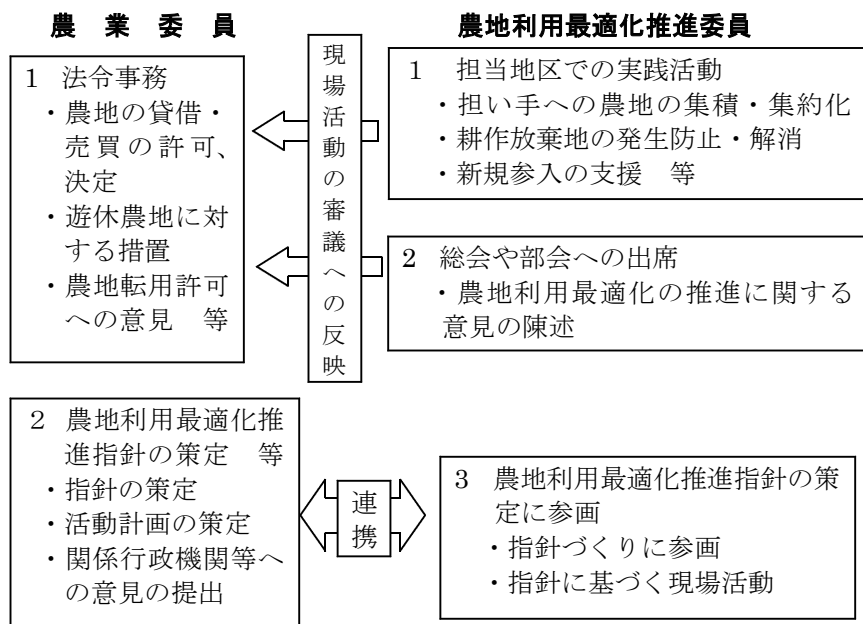 農 業 委 員
1 法令事務
・農地の貸借・
売買の許可、
決定
・遊休農地に対
する措置
・農地転用許可
への意見 等
現場活動の審議への反映
農地利用最適化推進委員
1 担当地区での実践活動
・担い手への農地の集積・集約化
・耕作放棄地の発生防止・解消
・新規参入の支援 等
2 総会や部会への出席
・農地利用最適化の推進に関する
意見の陳述
2 農地利用最適化推
進指針の策定 等
・指針の策定
・活動計画の策定
・関係行政機関等へ
の意見の提出
連携
3 農地利用最適化推進指針の策
定に参画
・指針づくりに参画
・指針に基づく現場活動